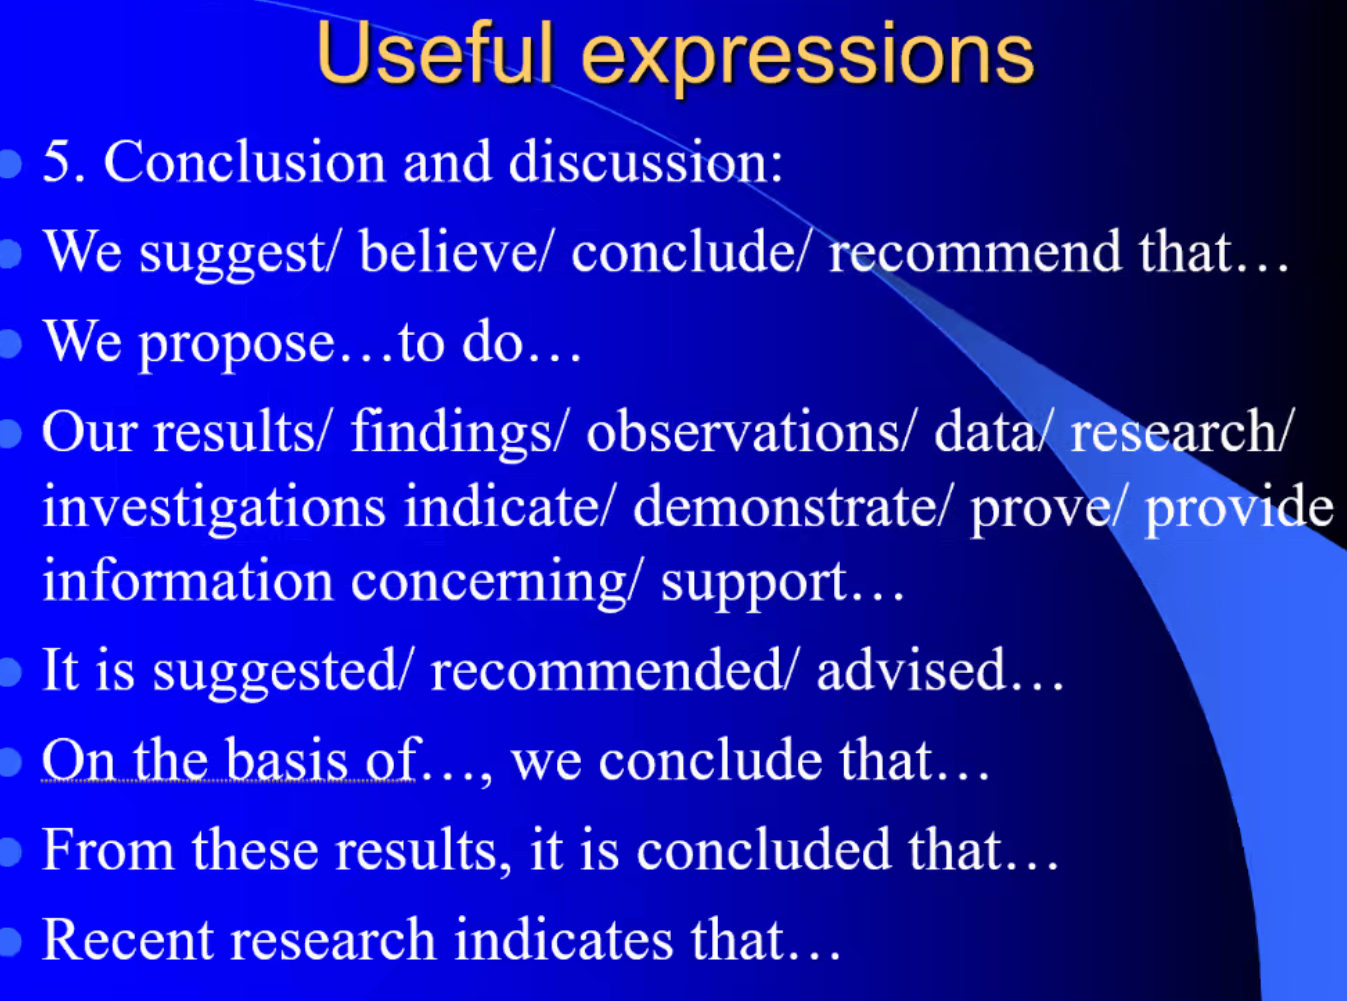 Useful expressions
5. Conclusion and discussion:
We suggest/ believe/ conclude/ recommend that…
We propose…to do…
Our results/ findings/ observations/ data/ research/
investigations indicate/ demonstrate/ prove/ provide
information concerning/ support…
It is suggested/ recommended/ advised…
On the basis of…, we conclude that…
From these results, it is concluded that…
Recent research indicates that…